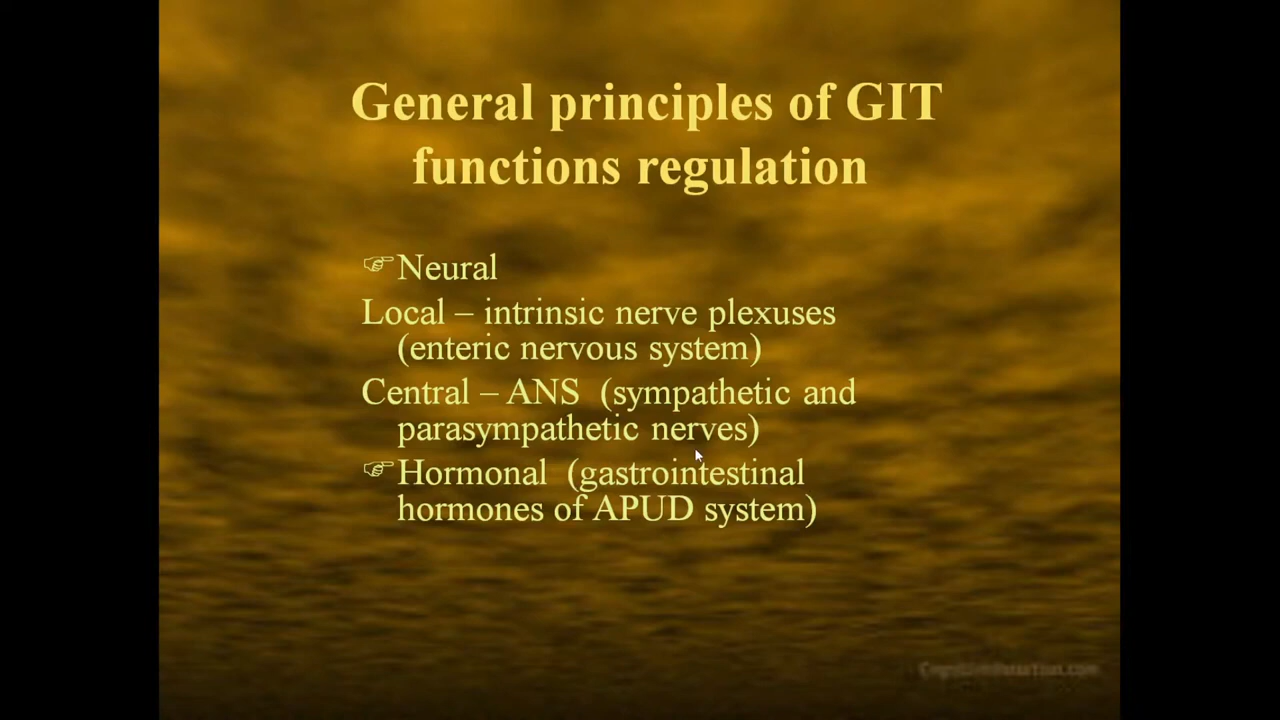 General principles of GIT
functions regulation
☞Neural
Local – intrinsic nerve plexuses
(enteric nervous system)
Central – ANS (sympathetic and
parasympathetic nerves)
☞Hormonal (gastrointestinal
hormones of APUD system)